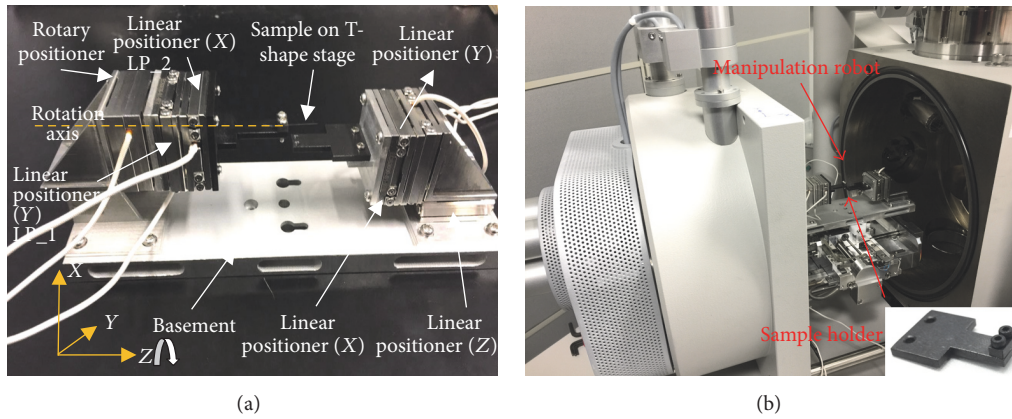 Rotary
positioner
Linear
positioner (X)
LP_2
Sample on T-
shape stage
Linear
positioner (Y)
Rotation
axis
Linear
positioner
(Y)
LP_1
X
Y
Z
Basement
Linear
positioner (X)
Linear
positioner (Z)
(a)
Manipulation robot
Sample holder
(b)